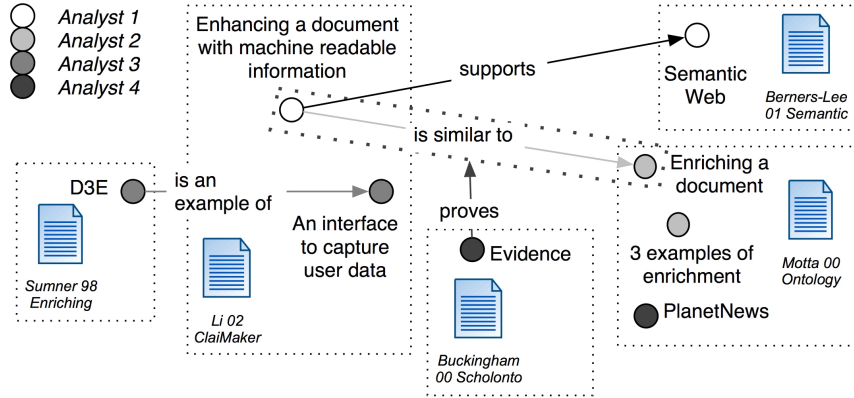 Analyst 1
Analyst 2
Analyst 3
Analyst 4
Enhancing a document
with machine readable
information
supports
Semantic
Web
Berners-Lee
01 Semantic
is similar to
D3E
is an
example of
An interface
to capture
user data
Sumner 98
Enriching
Li 02
ClaiMaker
proves
Evidence
Buckingham
00 Scholonto
Enriching a
document
3 examples of
enrichment
PlanetNews
Motta 00
Ontology